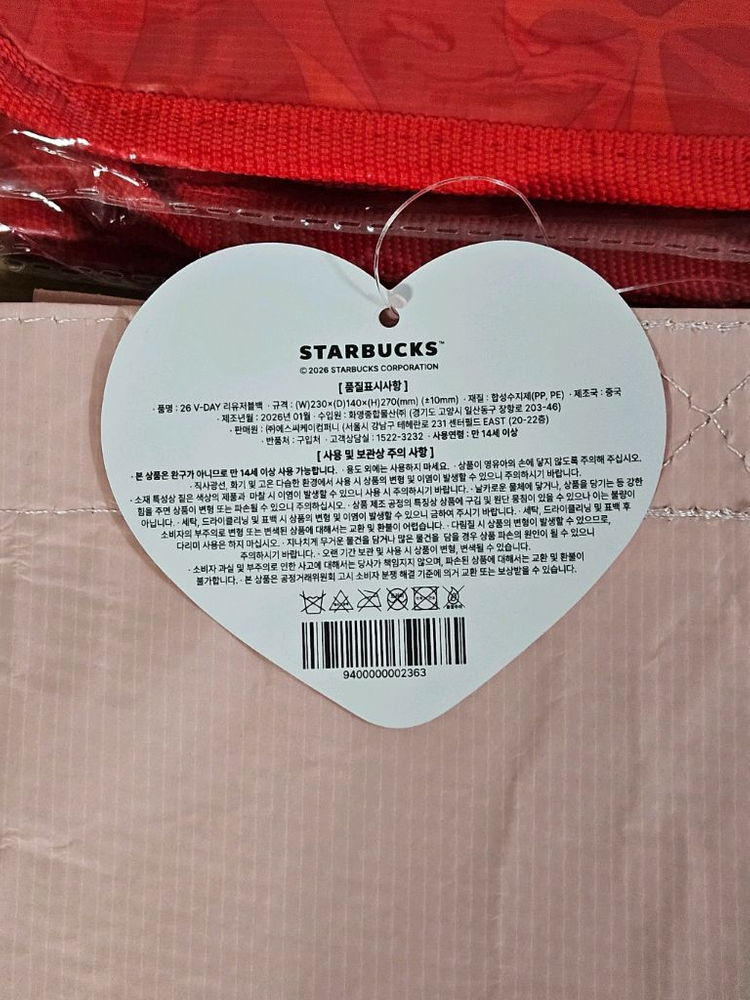 STARBUCKS™
©2026 STARBUCKS CORPORATION
[ 품질표시사항 ]
· 품명 : 26 V-DAY 리유저블백 · 규격 : (W)230×(D)140×(H)270(mm) (±10mm) · 재질 : 합성수지제(PP, PE) · 제조국 : 중국
· 제조년월 : 2026년 01월 · 수입원 : 화영종합물산㈜ (경기도 고양시 일산동구 장항로 203-46)
· 판매원 : ㈜에스씨케이컴퍼니 (서울시 강남구 테헤란로 231 센터필드 EAST (20-22층)
· 반품처 : 구입처 · 고객상담실 : 1522-3232 · 사용연령 : 만 14세 이상
[ 사용 및 보관상 주의 사항 ]
· 본 상품은 완구가 아니므로 만 14세 이상 사용 가능합니다. · 용도 외에는 사용하지 마세요. · 상품이 영유아의 손에 닿지 않도록 주의해 주십시오.
· 직사광선, 화기 및 고온 다습한 환경에서 사용 시 상품의 변형 및 이염이 발생할 수 있으니 주의하시기 바랍니다.
· 소재 특성상 짙은 색상의 제품과 마찰 시 이염이 발생할 수 있으니 사용 시 주의하시기 바랍니다. · 날카로운 물체에 닿거나, 상품을 당기는 등 강한
힘을 주면 상품이 변형 또는 파손될 수 있으니 주의하십시오. · 상품 제조 공정의 특징상 상품에 구김 및 원단 뭉침이 있을 수 있으나 이는 불량이
아닙니다. · 세탁, 드라이클리닝 및 표백 시 상품의 변형 및 이염이 발생할 수 있으니 금하여 주시기 바랍니다. · 세탁, 드라이클리닝 및 표백 후
소비자의 부주의로 변형 또는 변색된 상품에 대해서는 교환 및 환불이 어렵습니다. · 다림질 시 상품의 변형이 발생할 수 있으므로,
다리미 사용은 하지 마십시오. · 지나치게 무거운 물건을 담거나 많은 물건을 담을 경우 상품 파손의 원인이 될 수 있으니
주의하시기 바랍니다. · 오랜 기간 보관 및 사용 시 상품이 변형, 변색될 수 있습니다.
· 소비자 과실 및 부주의로 인한 사고에 대해서는 당사가 책임지지 않으며, 파손된 상품에 대해서는 교환 및 환불이
불가합니다. · 본 상품은 공정거래위원회 고시 소비자 분쟁 해결 기준에 의거 교환 또는 보상받을 수 있습니다.
9400000002363